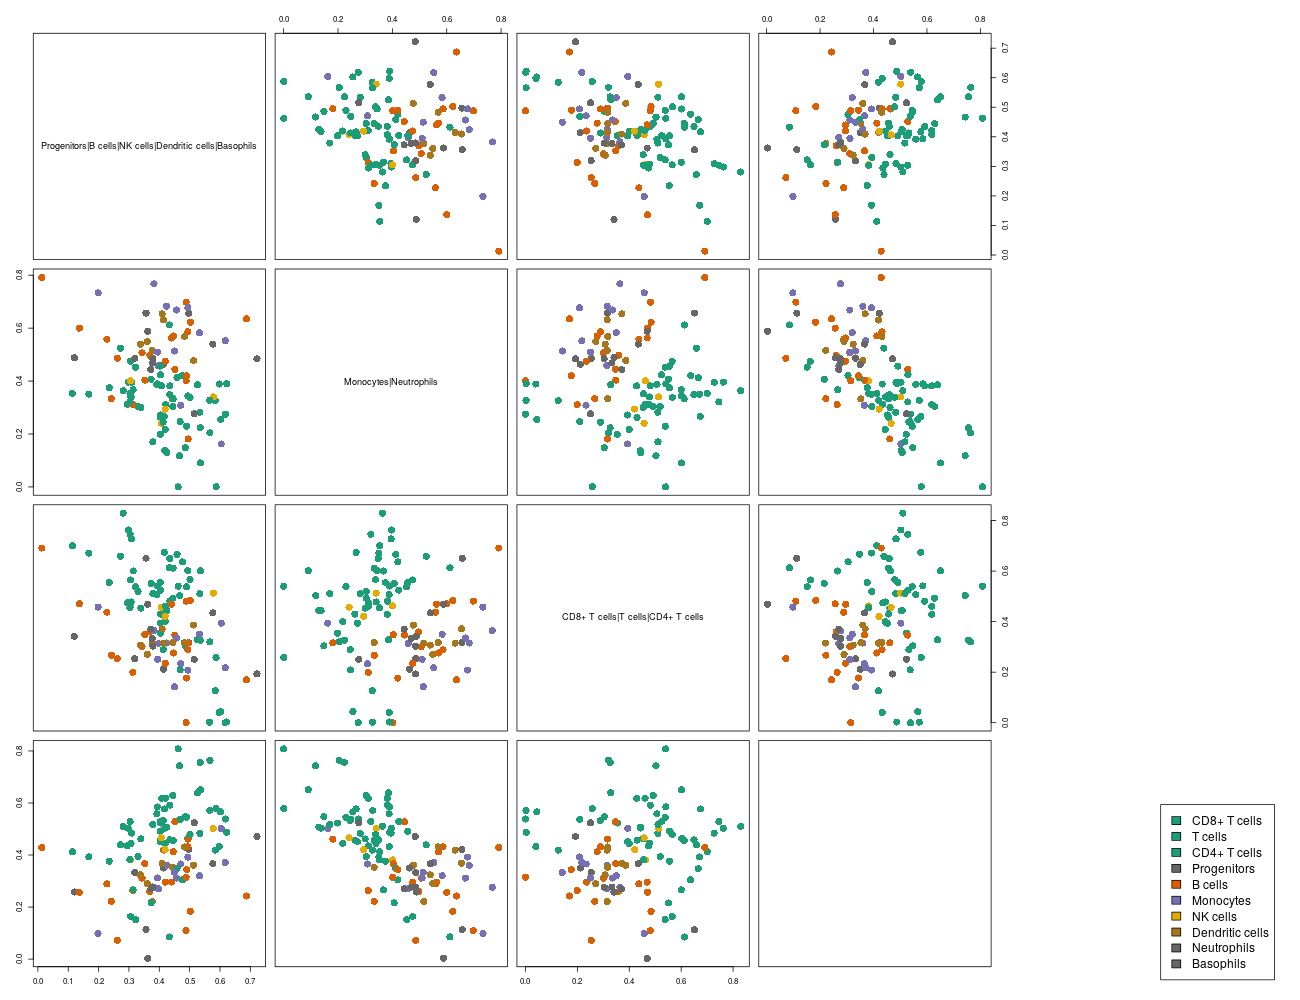 0.0 0.2 0.4 0.6 0.8 0.0 0.2 0.4 0.6 0.8
Progenitors|B cells|NK cells|Dendritic cells|Basophils
0.0 0.1 0.2 0.3 0.4 0.5 0.6 0.7
0.0 0.2 0.4 0.6 0.8
Monocytes|Neutrophils
CD8+ T cells|T cells|CD4+ T cells
0.0 0.2 0.4 0.6 0.8
0.0 0.2 0.4 0.6 0.8
0.0 0.1 0.2 0.3 0.4 0.5 0.6 0.7 0.0 0.2 0.4 0.6 0.8
CD8+ T cells
T cells
CD4+ T cells
Progenitors
B cells
Monocytes
NK cells
Dendritic cells
Neutrophils
Basophils